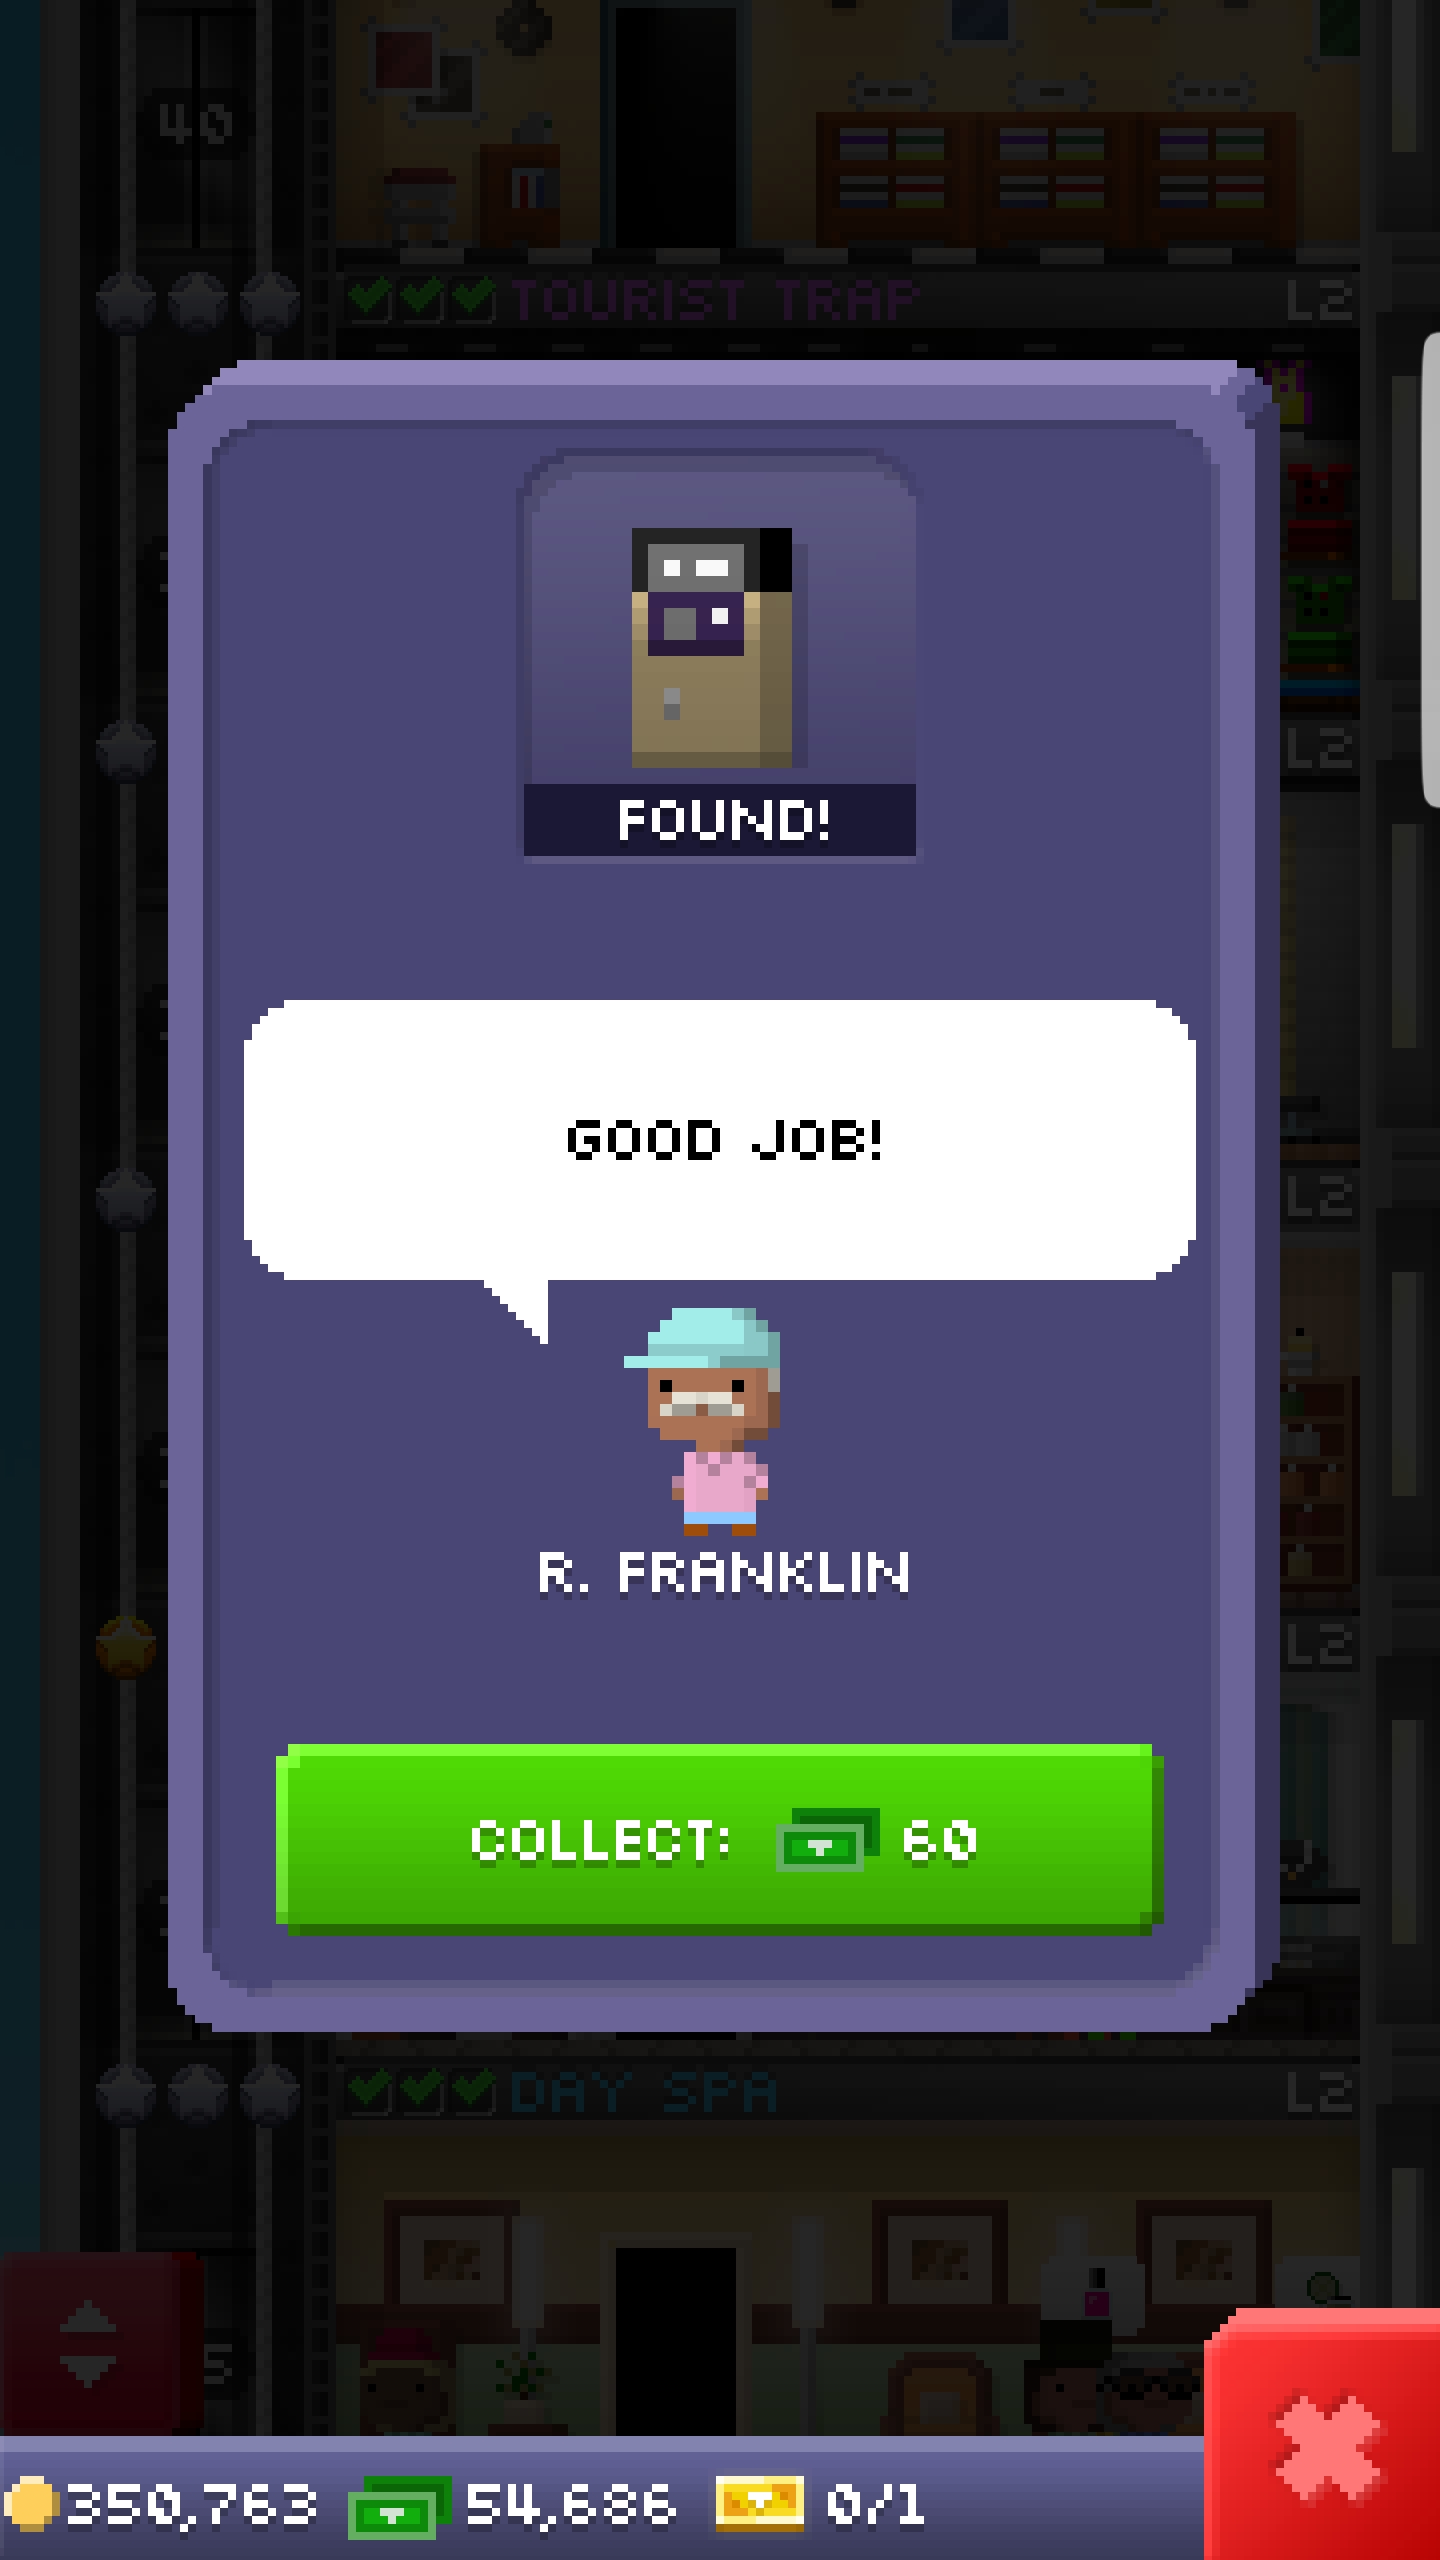 40
TOURIST TRAP L2
L2
FOUND!
GOOD JOB!
L2
R. FRANKLIN
L2
COLLECT: 60
DAY SPA L2
350,763 54,686 0/1